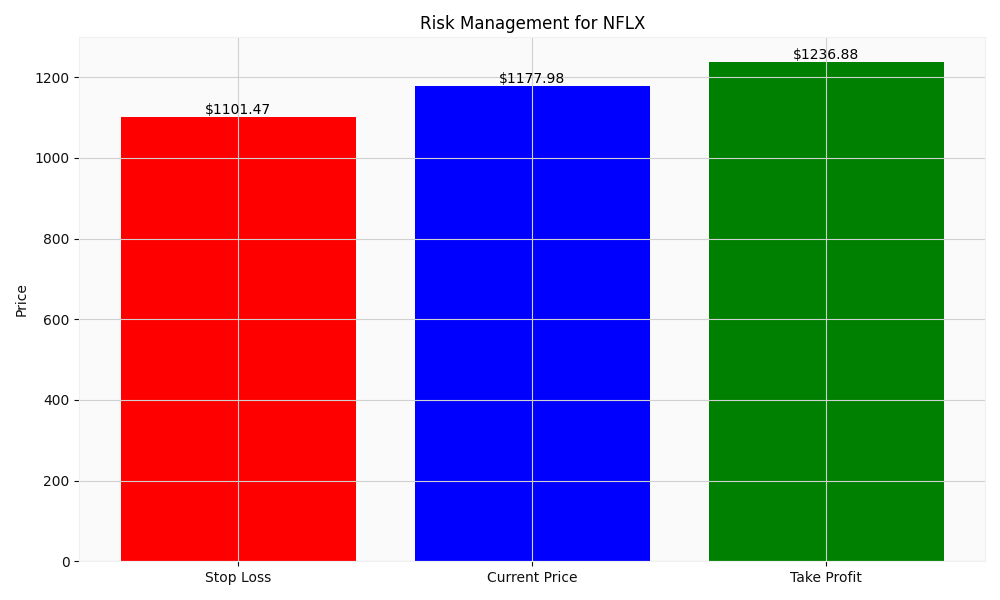 Risk Management for NFLX
$1236.88
$1177.98
$1101.47
1200
1000
800
600
400
200
0
Price
Stop Loss
Current Price
Take Profit